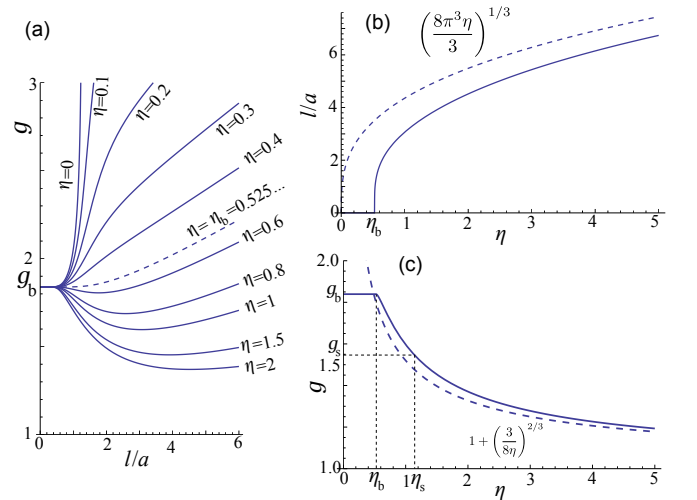 (a)
3
g
2
g_b
1
0
2
4
6
l/a
η=0
η=0.1
η=0.2
η=0.3
η=0.4
η= η_b=0.525...
η=0.6
η=0.8
η=1
η=1.5
η=2
(b)
(8π³η/3)^{1/3}
l/a
6
4
2
0
0
η_b
1
2
3
4
5
η
(c)
2.0
g_b
g_s
1.5
g
1.0
1 + (3/8η)^{2/3}
0
η_b
1
η_s
2
3
4
5
η